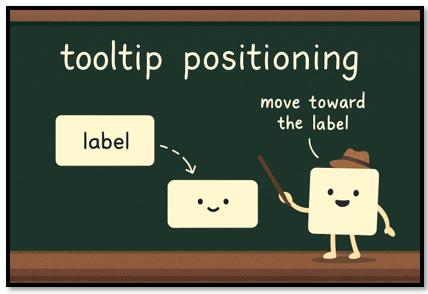 tooltip positioning
label
move toward
the label